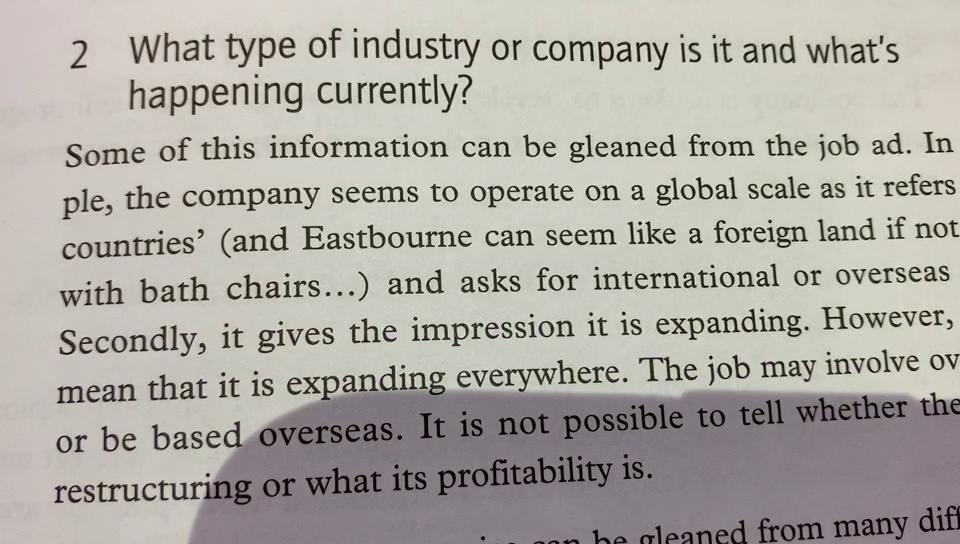 2 What type of industry or company is it and what's
happening currently?
Some of this information can be gleaned from the job ad. In
ple, the company seems to operate on a global scale as it refers
countries’ (and Eastbourne can seem like a foreign land if not
with bath chairs...) and asks for international or overseas
Secondly, it gives the impression it is expanding. However,
mean that it is expanding everywhere. The job may involve ov
or be based overseas. It is not possible to tell whether the
restructuring or what its profitability is.
can be gleaned from many diff